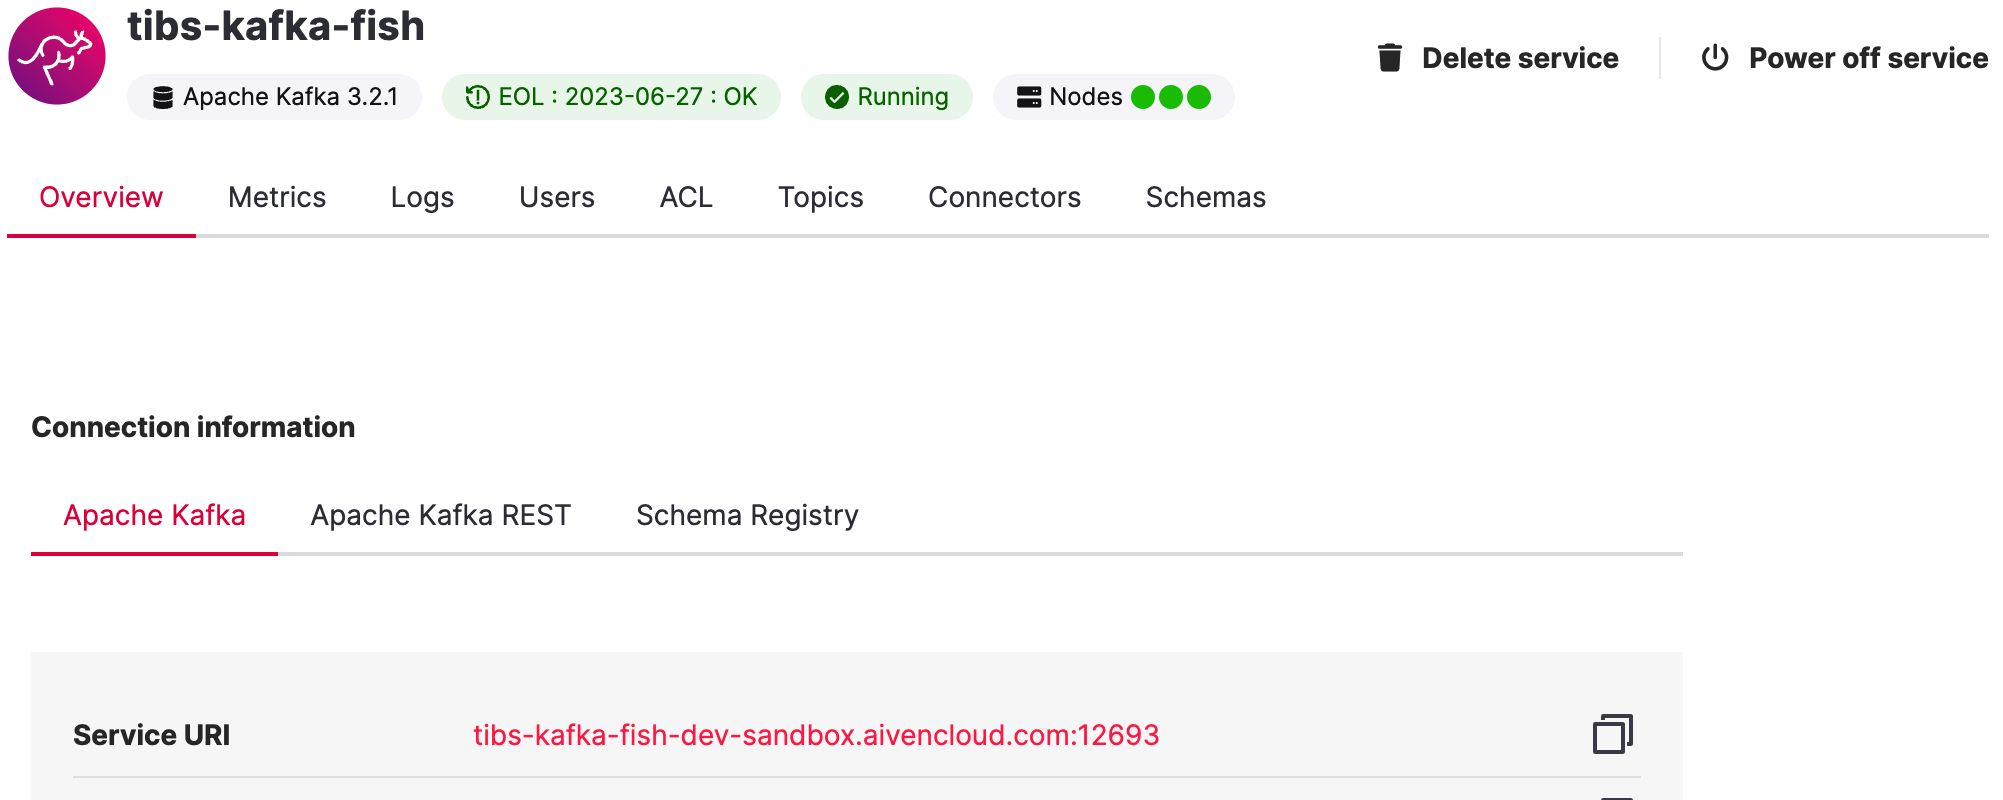 tibs-kafka-fish
Apache Kafka 3.2.1 EOL : 2023-06-27 : OK Running Nodes
Delete service Power off service
Overview Metrics Logs Users ACL Topics Connectors Schemas
Connection information
Apache Kafka Apache Kafka REST Schema Registry
Service URI tibs-kafka-fish-dev-sandbox.aivencloud.com:12693